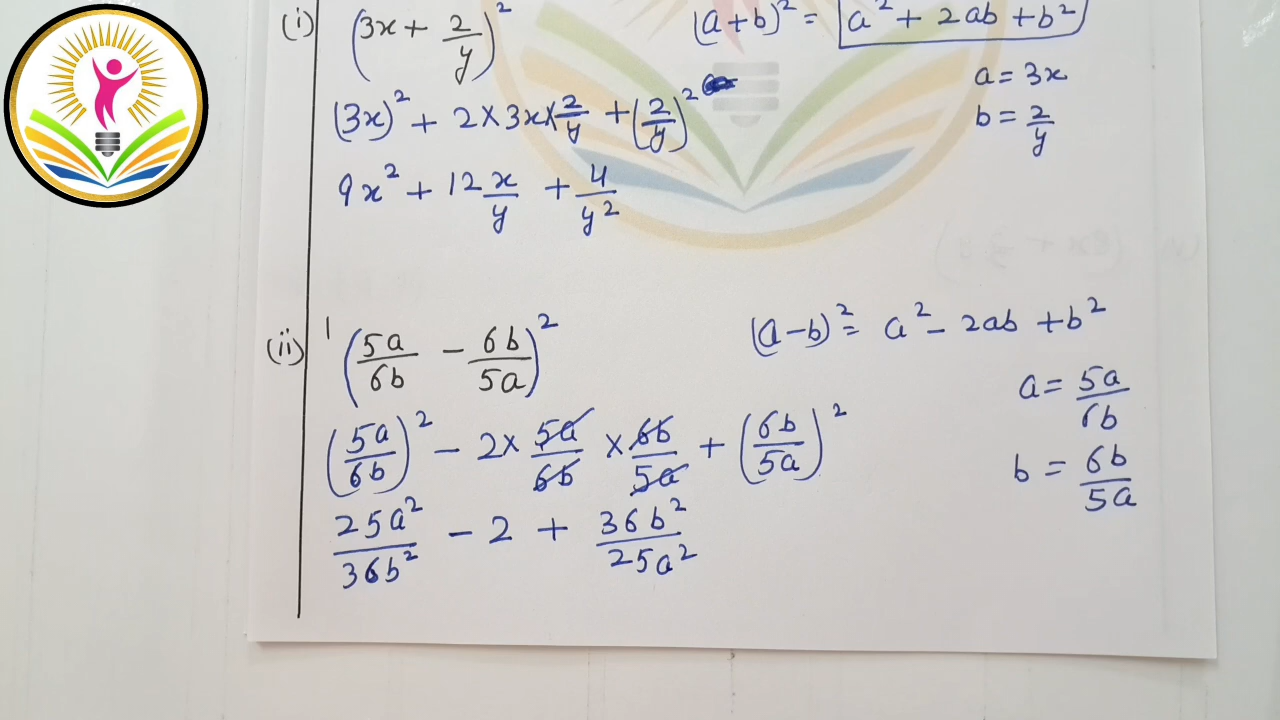 (i) (3x + 2/y)² (a+b)² = a² + 2ab + b²
a = 3x
(3x)² + 2×3x×2/y + (2/y)² b = 2/y
9x² + 12 x/y + 4/y²
(ii) (5a/6b - 6b/5a)² (a-b)² = a² - 2ab + b²
a = 5a/6b
(5a/6b)² - 2× 5a/6b × 6b/5a + (6b/5a)² b = 6b/5a
25a²/36b² - 2 + 36b²/25a²